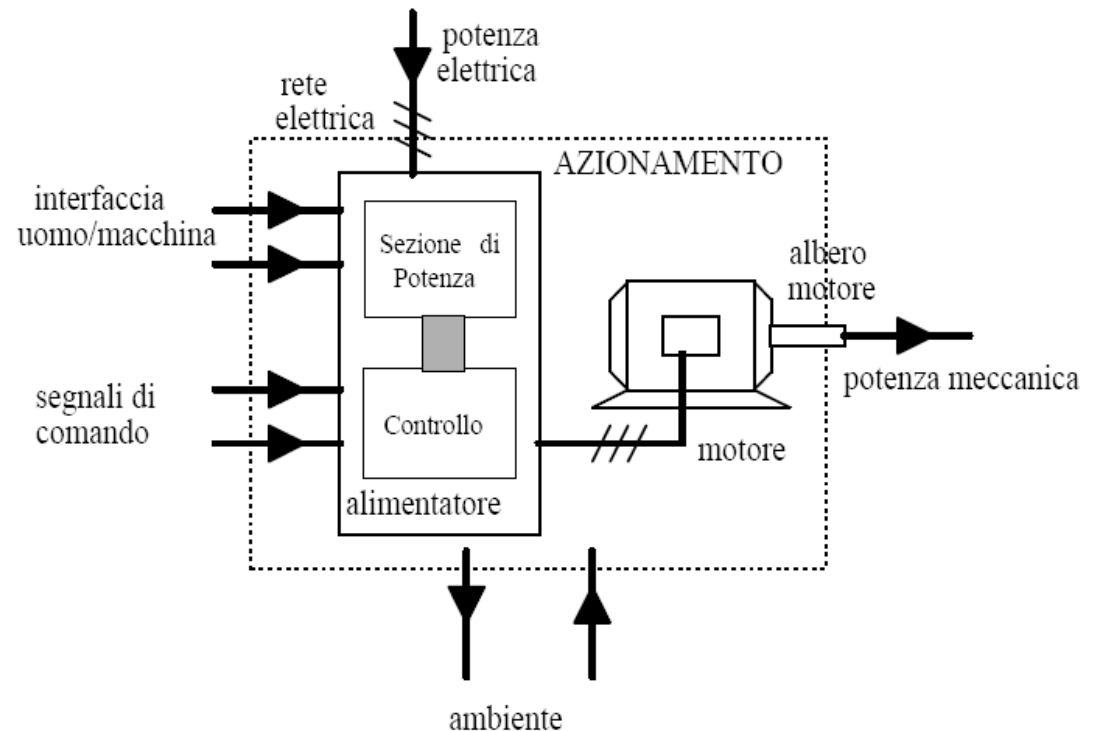 potenza
elettrica
rete
elettrica
AZIONAMENTO
interfaccia
uomo/macchina
Sezione di
Potenza
albero
motore
potenza meccanica
segnali di
comando
Controllo
motore
alimentatore
ambiente